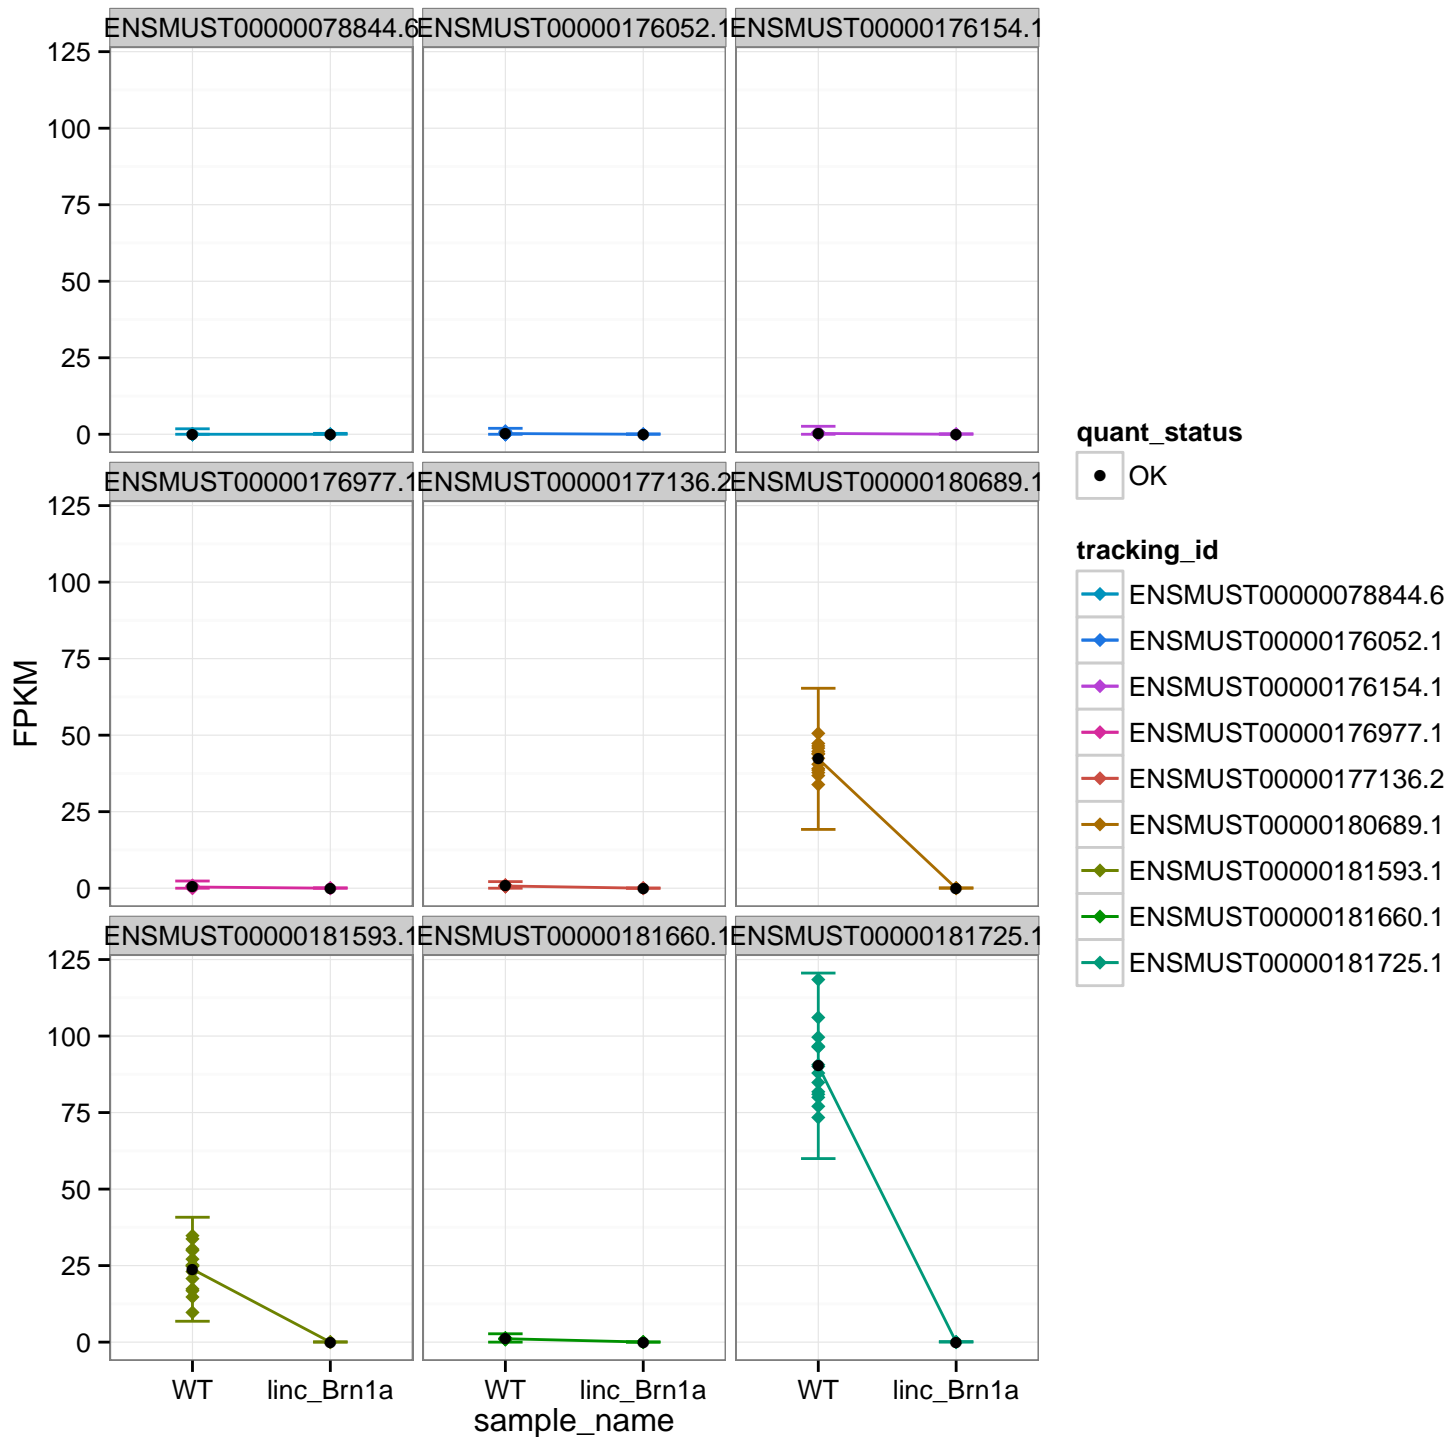 ENSMUST00000078844.6 ENSMUST00000176052.1 ENSMUST00000176154.1
125
100
75
50
25
0
ENSMUST00000176977.1 ENSMUST00000177136.2 ENSMUST00000180689.1
125
100
75
50
25
0
ENSMUST00000181593.1 ENSMUST00000181660.1 ENSMUST00000181725.1
125
100
75
50
25
0
WT linc_Brn1a WT linc_Brn1a WT linc_Brn1a
sample_name
FPKM
quant_status
OK
tracking_id
ENSMUST00000078844.6
ENSMUST00000176052.1
ENSMUST00000176154.1
ENSMUST00000176977.1
ENSMUST00000177136.2
ENSMUST00000180689.1
ENSMUST00000181593.1
ENSMUST00000181660.1
ENSMUST00000181725.1